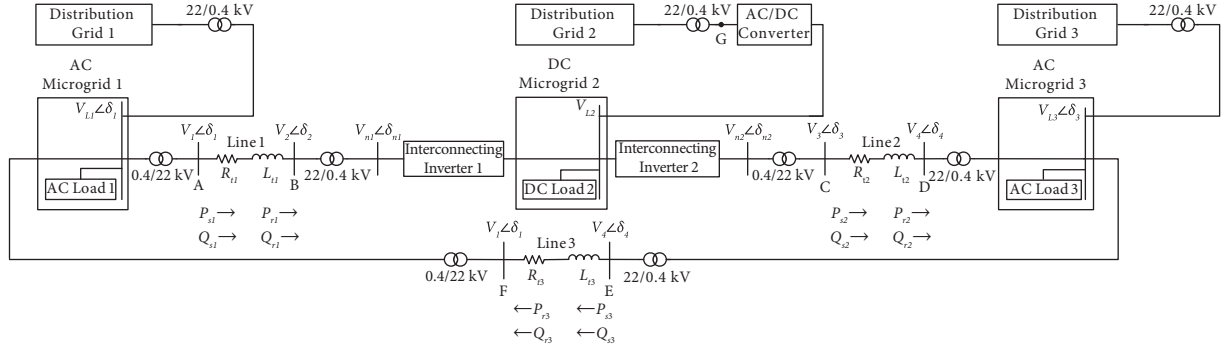 Distribution
Grid 1
22/0.4 kV
Distribution
Grid 2
22/0.4 kV
G
AC/DC
Converter
Distribution
Grid 3
22/0.4 kV
AC
Microgrid 1
DC
Microgrid 2
AC
Microgrid 3
V_{L1}∠δ_1
V_{L2}
V_{L3}∠δ_3
V_1∠δ_1
Line 1
V_2∠δ_2
V_{n1}∠δ_{n1}
Interconnecting
Inverter 1
Interconnecting
Inverter 2
V_{n2}∠δ_{n2}
V_3∠δ_3
Line2
V_4∠δ_4
AC Load 1
0.4/22 kV
A
R_{t1}
L_{t1}
B
22/0.4 kV
DC Load 2
0.4/22 kV
C
R_{t2}
L_{t2}
D
22/0.4 kV
AC Load 3
P_{s1}→
P_{r1}→
Q_{s1}→
Q_{r1}→
P_{s2}→
P_{r2}→
Q_{s2}→
Q_{r2}→
V_1∠δ_1
Line3
V_4∠δ_4
0.4/22 kV
F
R_{t3}
L_{t3}
E
22/0.4 kV
←P_{r3}
←P_{s3}
←Q_{r3}
←Q_{s3}